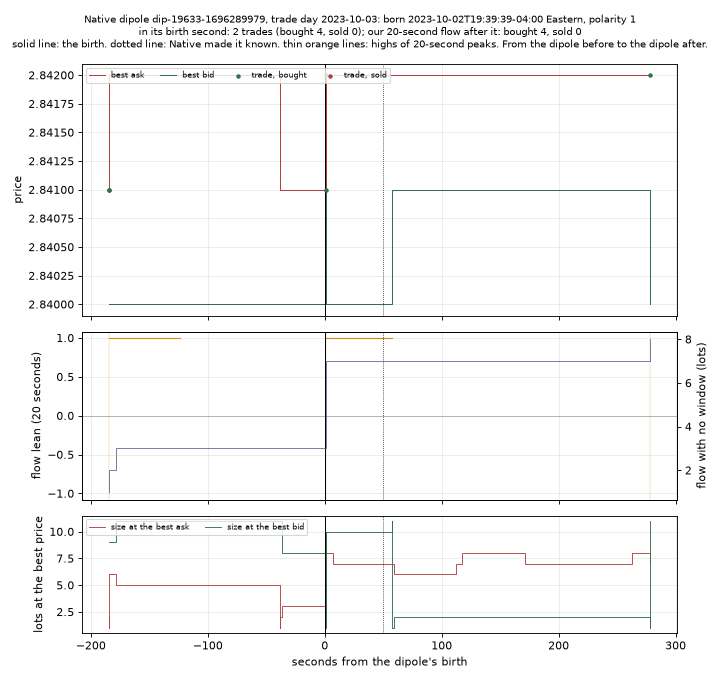 Native dipole dip-19633-1696289979, trade day 2023-10-03: born 2023-10-02T19:39:39-04:00 Eastern, polarity 1
in its birth second: 2 trades (bought 4, sold 0); our 20-second flow after it: bought 4, sold 0
solid line: the birth. dotted line: Native made it known. thin orange lines: highs of 20-second peaks. From the dipole before to the dipole after.
best ask best bid trade, bought trade, sold
2.84200
2.84175
2.84150
2.84125
2.84100
2.84075
2.84050
2.84025
2.84000
price
1.0
0.5
0.0
−0.5
−1.0
flow lean (20 seconds)
8
6
4
2
flow with no window (lots)
size at the best ask size at the best bid
10.0
7.5
5.0
2.5
lots at the best price
−200 −100 0 100 200 300
seconds from the dipole's birth